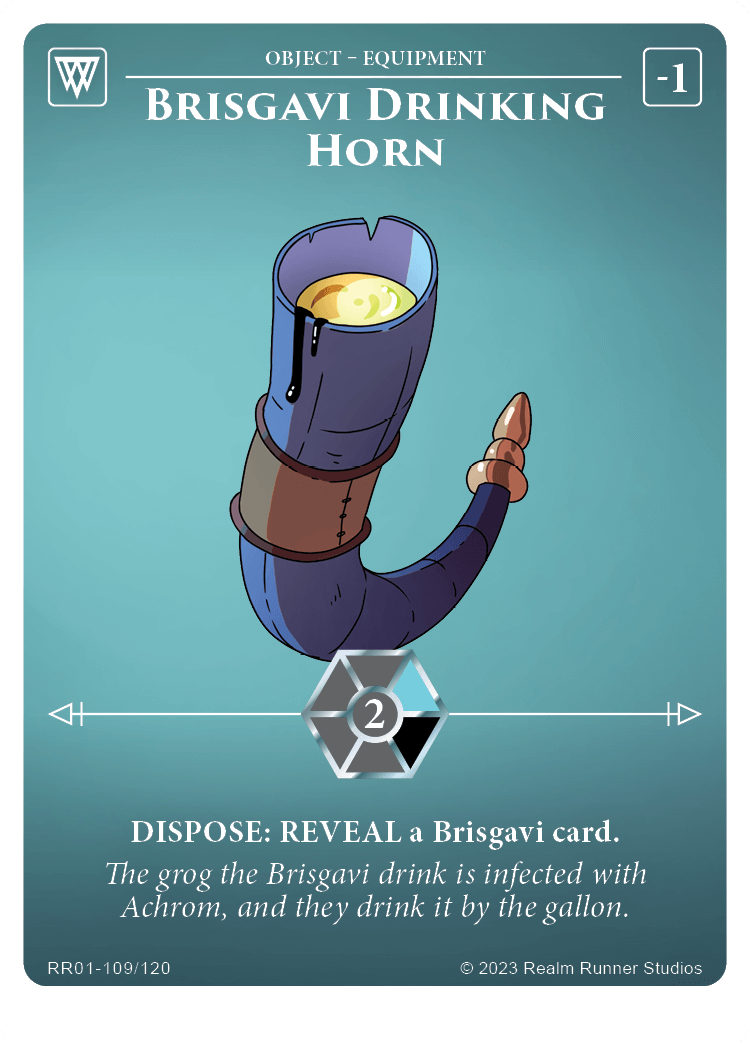 OBJECT – EQUIPMENT
-1
BRISGAVI DRINKING
HORN
2
DISPOSE: REVEAL a Brisgavi card.
The grog the Brisgavi drink is infected with
Achrom, and they drink it by the gallon.
RR01-109/120
© 2023 Realm Runner Studios